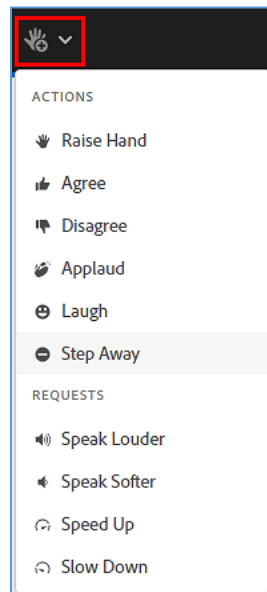 ACTIONS
Raise Hand
Agree
Disagree
Applaud
Laugh
Step Away
REQUESTS
Speak Louder
Speak Softer
Speed Up
Slow Down